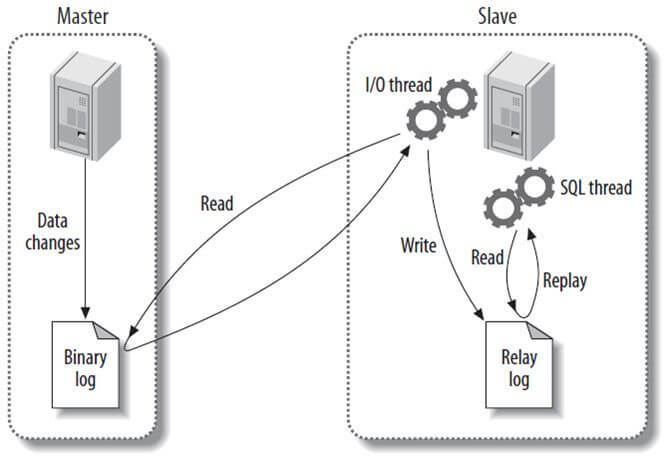 Master
Slave
I/O thread
SQL thread
Data
changes
Read
Write
Read
Replay
Binary
log
Relay
log